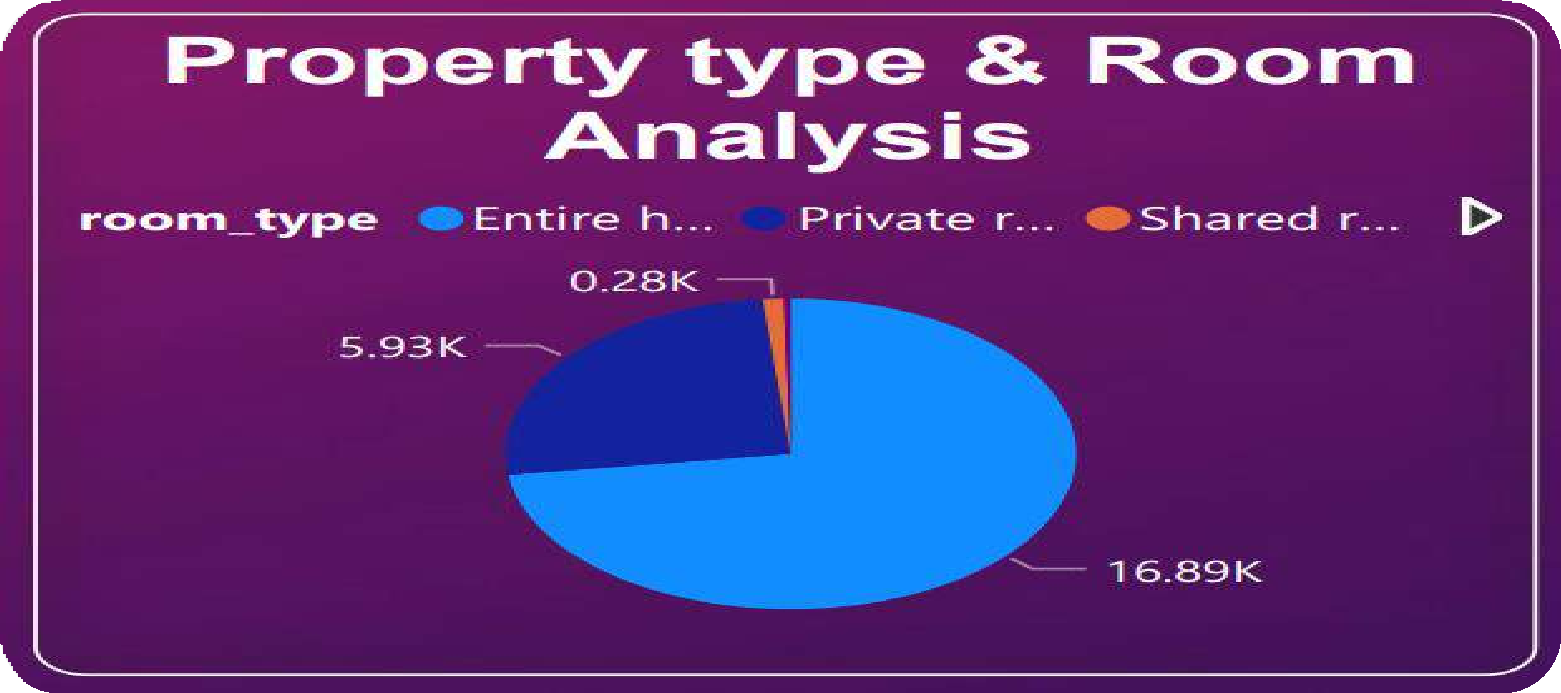 Property type & Room
Analysis
room_type Entire h... Private r... Shared r...
0.28K
5.93K
16.89K